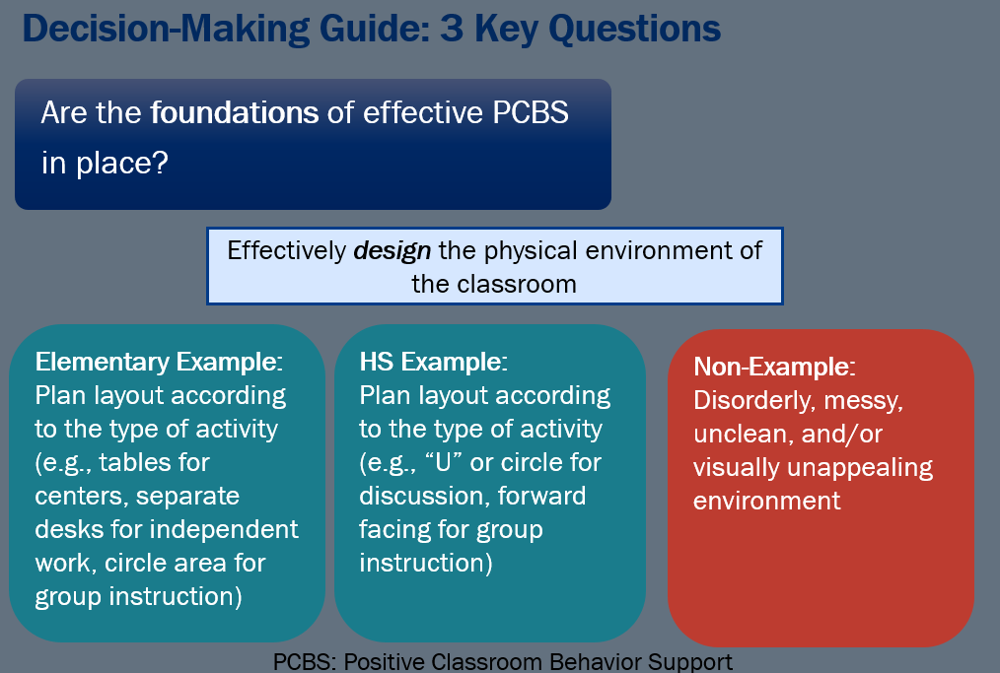 Decision-Making Guide: 3 Key Questions
Are the foundations of effective PCBS
in place?
Effectively design the physical environment of
the classroom
Elementary Example:
Plan layout according
to the type of activity
(e.g., tables for
centers, separate
desks for independent
work, circle area for
group instruction)
HS Example:
Plan layout according
to the type of activity
(e.g., “U” or circle for
discussion, forward
facing for group
instruction)
Non-Example:
Disorderly, messy,
unclean, and/or
visually unappealing
environment
PCBS: Positive Classroom Behavior Support